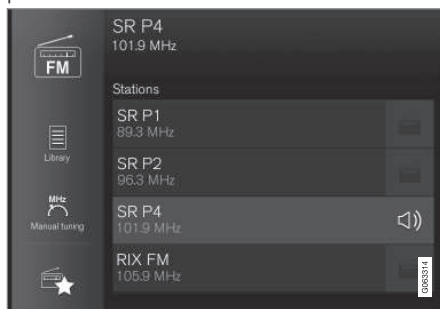 SR P4
101.9 MHz
FM
Stations
SR P1
89.3 MHz
Library
SR P2
96.3 MHz
MHz
Manual tuning
SR P4
101.9 MHz
RIX FM
105.9 MHz
G063314